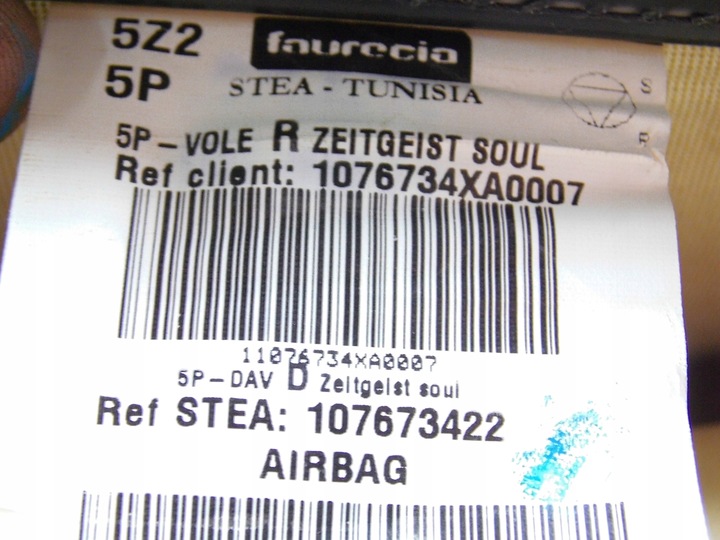 5Z2 faurecia
5P STEA - TUNISIA
S
R
5P - VOLE R ZEITGEIST SOUL
Ref client: 1076734XA0007
11076734XA0007
5P - DAV D Zeitgeist soul
Ref STEA: 107673422
AIRBAG